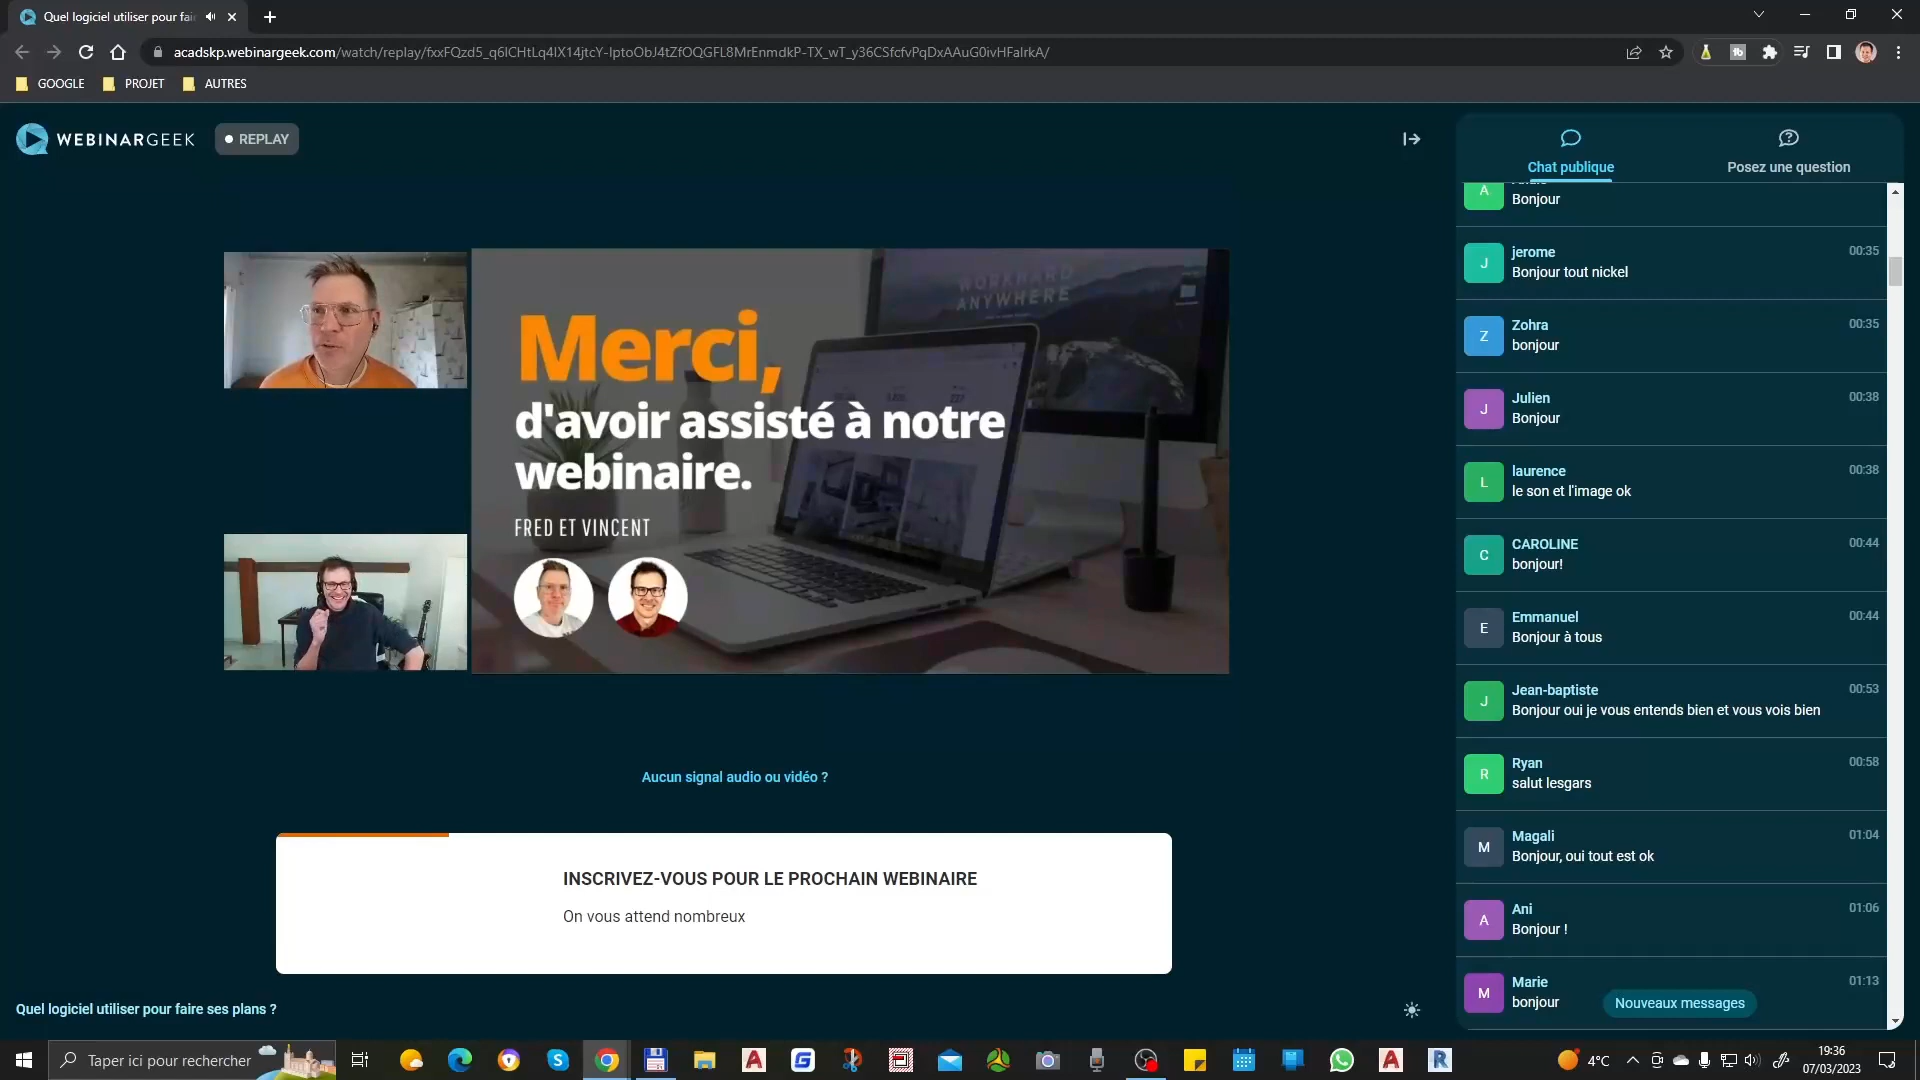 Quel logiciel utiliser pour fai
acadskp.webinargeek.com/watch/replay/fxxFQzd5_q6lCHtLq4IX14jtcY-IptoObJ4tZfOQGFL8MrEnmdkP-TX_wT_y36CSfcfvPqDxAAuG0ivHFalrkA/
GOOGLE
PROJET
AUTRES
WEBINARGEEK
REPLAY
WORKHARD
ANYWHERE
Merci,
d'avoir assisté à notre
webinaire.
FRED ET VINCENT
Aucun signal audio ou vidéo ?
INSCRIVEZ-VOUS POUR LE PROCHAIN WEBINAIRE
On vous attend nombreux
Quel logiciel utiliser pour faire ses plans ?
Chat publique
Posez une question
A
Bonjour
J
jerome
00:35
Bonjour tout nickel
Z
Zohra
00:35
bonjour
J
Julien
00:38
Bonjour
L
laurence
00:38
le son et l'image ok
C
CAROLINE
00:44
bonjour!
E
Emmanuel
00:44
Bonjour à tous
J
Jean-baptiste
00:53
Bonjour oui je vous entends bien et vous vois bien
R
Ryan
00:58
salut lesgars
M
Magali
01:04
Bonjour, oui tout est ok
A
Ani
01:06
Bonjour !
M
Marie
01:13
bonjour
Nouveaux messages
Taper ici pour rechercher
4°C
19:36
07/03/2023